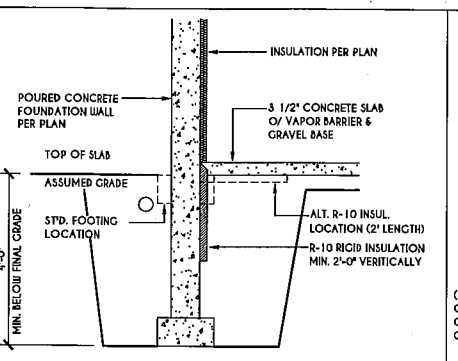 INSULATION PER PLAN
POURED CONCRETE
FOUNDATION WALL
PER PLAN
3 1/2" CONCRETE SLAB
O/ VAPOR BARRIER &
GRAVEL BASE
TOP OF SLAB
ASSUMED GRADE
ST'D. FOOTING
LOCATION
ALT. R-10 INSUL.
LOCATION (2' LENGTH)
R-10 RIGID INSULATION
MIN. 2'-0" VERITICALLY
4'-0"
MIN. BELOW FINAL GRADE